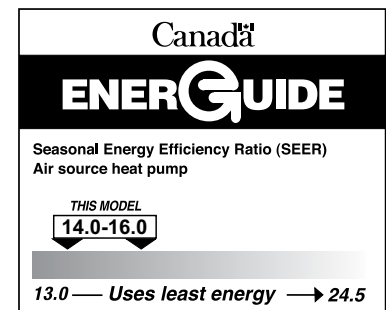 Canada
ENERGUIDE
Seasonal Energy Efficiency Ratio (SEER)
Air source heat pump
THIS MODEL
14.0-16.0
13.0 — Uses least energy → 24.5